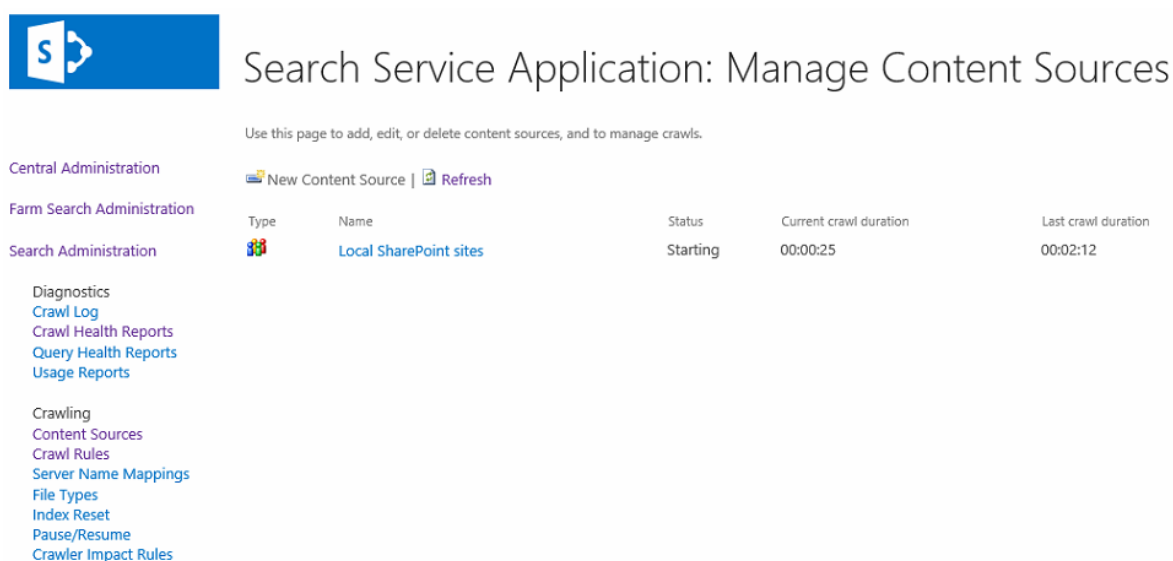 S
Search Service Application: Manage Content Sources
Use this page to add, edit, or delete content sources, and to manage crawls.
Central Administration
New Content Source | Refresh
Farm Search Administration
Type Name Status Current crawl duration Last crawl duration
Search Administration
Local SharePoint sites Starting 00:00:25 00:02:12
Diagnostics
Crawl Log
Crawl Health Reports
Query Health Reports
Usage Reports
Crawling
Content Sources
Crawl Rules
Server Name Mappings
File Types
Index Reset
Pause/Resume
Crawler Impact Rules